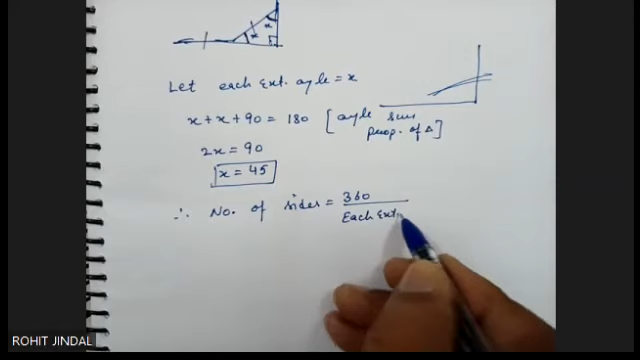 x
x
Let each Ext. angle = x
x + x + 90 = 180 [angle sum
prop. of Δ]
2x = 90
x = 45
∴ No. of sides = 360
Each Ext.
ROHIT JINDAL